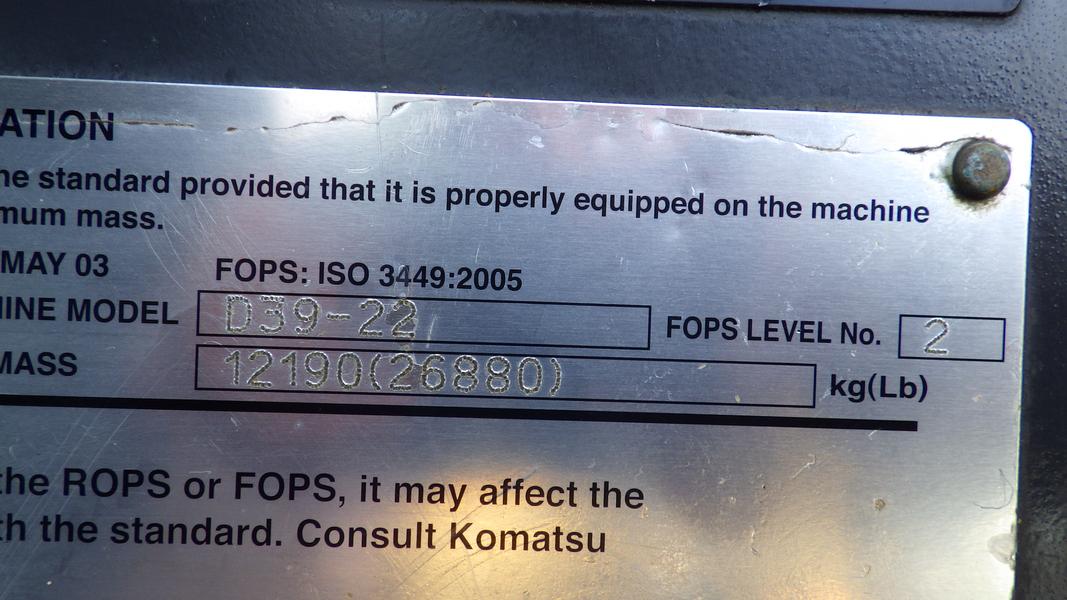 ATION
he standard provided that it is properly equipped on the machine
mum mass.
MAY 03 FOPS: ISO 3449:2005
INE MODEL D39-22 FOPS LEVEL No. 2
MASS 12190(26880) kg(Lb)
the ROPS or FOPS, it may affect the
th the standard. Consult Komatsu